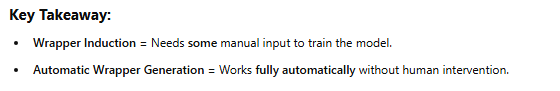 Key Takeaway:
• Wrapper Induction = Needs some manual input to train the model.
• Automatic Wrapper Generation = Works fully automatically without human intervention.